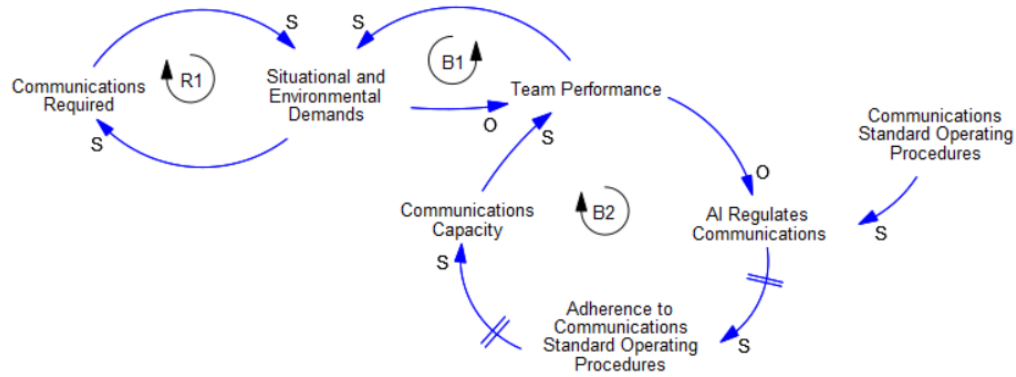 S
S
R1
B1
Communications
Required
Situational and
Environmental
Demands
Team Performance
S
O
S
Communications
Standard Operating
Procedures
O
Communications
Capacity
B2
AI Regulates
Communications
S
S
Adherence to
Communications
Standard Operating
Procedures
S